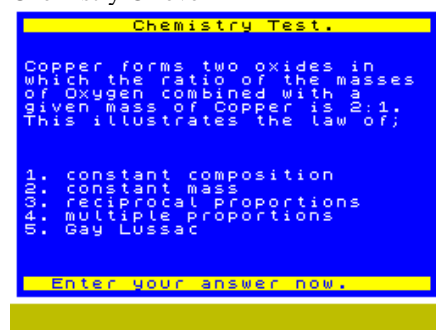 Chemistry Test.
Copper forms two oxides in
which the ratio of the masses
of Oxygen combined with a
given mass of Copper is 2:1.
This illustrates the law of;
1. constant composition
2. constant mass
3. reciprocal proportions
4. multiple proportions
5. Gay Lussac
Enter your answer now.